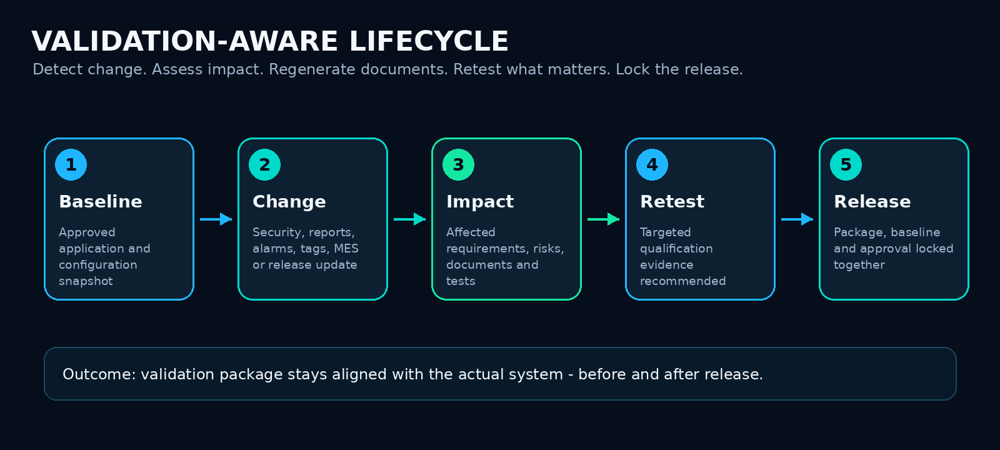 VALIDATION-AWARE LIFECYCLE
Detect change. Assess impact. Regenerate documents. Retest what matters. Lock the release.
1
Baseline
Approved
application and
configuration
snapshot
2
Change
Security, reports,
alarms, tags, MES
or release update
3
Impact
Affected
requirements, risks,
documents and
tests
4
Retest
Targeted
qualification
evidence
recommended
5
Release
Package, baseline
and approval locked
together
Outcome: validation package stays aligned with the actual system - before and after release.